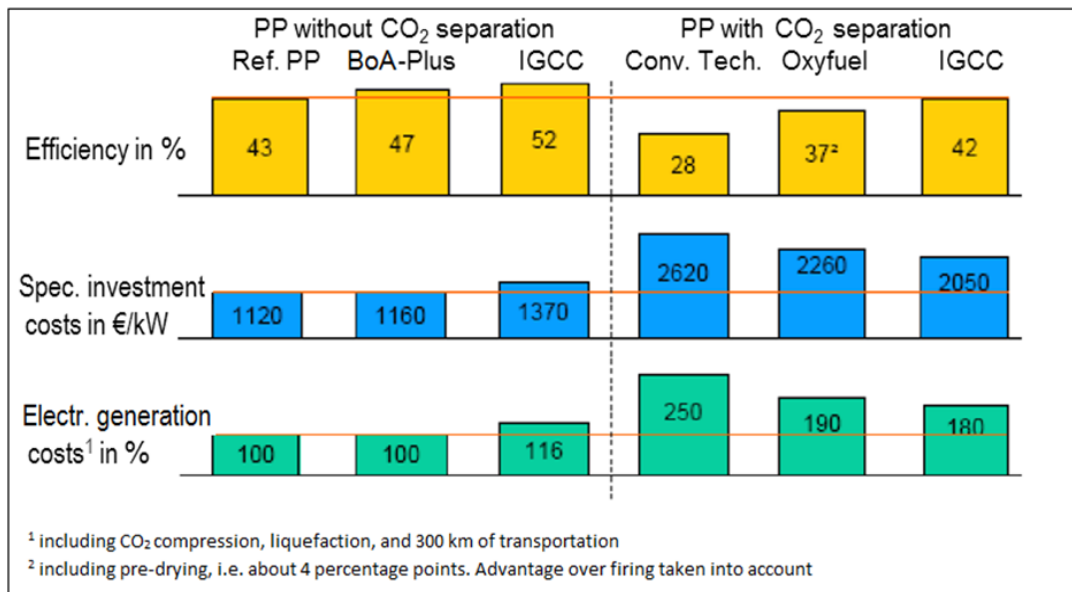 PP without CO₂ separation PP with CO₂ separation
Ref. PP BoA-Plus IGCC Conv. Tech. Oxyfuel IGCC
Efficiency in % 43 47 52 28 37² 42
Spec. investment
costs in €/kW 1120 1160 1370 2620 2260 2050
Electr. generation
costs¹ in % 100 100 116 250 190 180
¹ including CO₂ compression, liquefaction, and 300 km of transportation
² including pre-drying, i.e. about 4 percentage points. Advantage over firing taken into account